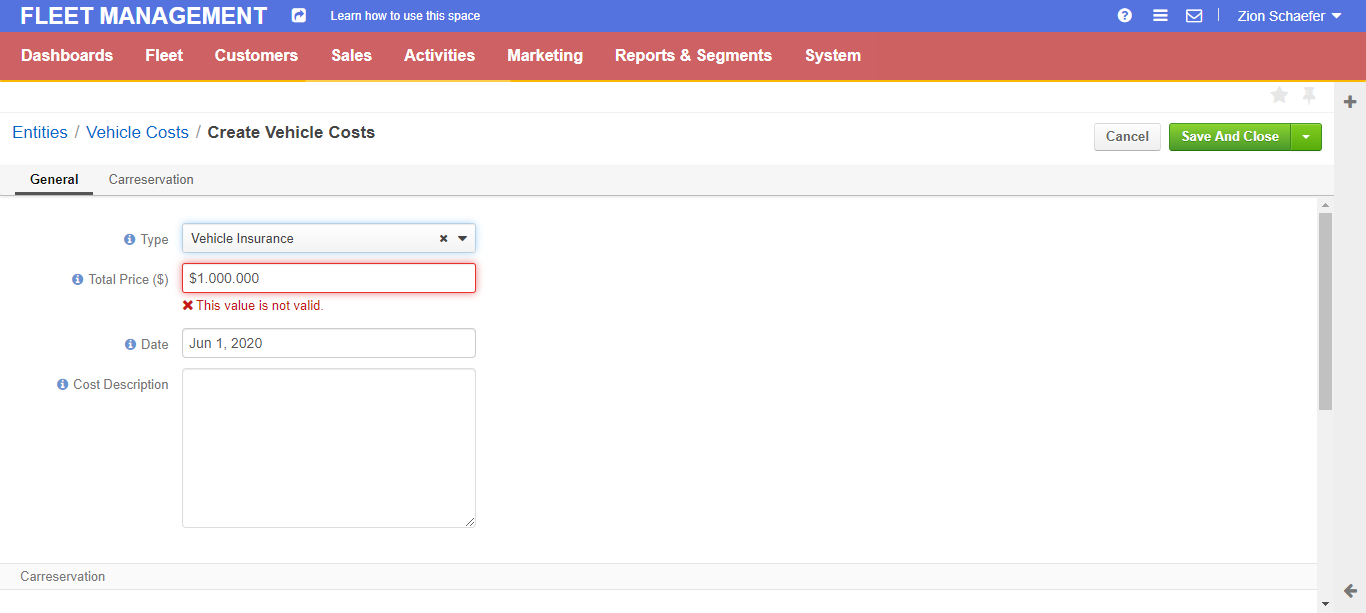 FLEET MANAGEMENT Learn how to use this space Zion Schaefer
Dashboards Fleet Customers Sales Activities Marketing Reports & Segments System
Entities / Vehicle Costs / Create Vehicle Costs Cancel Save And Close
General Carreservation
Type Vehicle Insurance
Total Price ($) $1.000.000
This value is not valid.
Date Jun 1, 2020
Cost Description
Carreservation